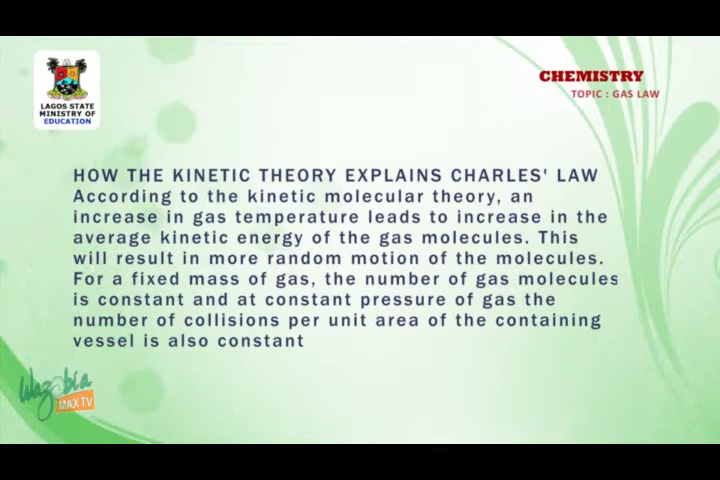 LAGOS STATE
MINISTRY OF
EDUCATION
CHEMISTRY
TOPIC : GAS LAW
HOW THE KINETIC THEORY EXPLAINS CHARLES' LAW
According to the kinetic molecular theory, an
increase in gas temperature leads to increase in the
average kinetic energy of the gas molecules. This
will result in more random motion of the molecules.
For a fixed mass of gas, the number of gas molecules
is constant and at constant pressure of gas the
number of collisions per unit area of the containing
vessel is also constant
Wazobia
MAX TV